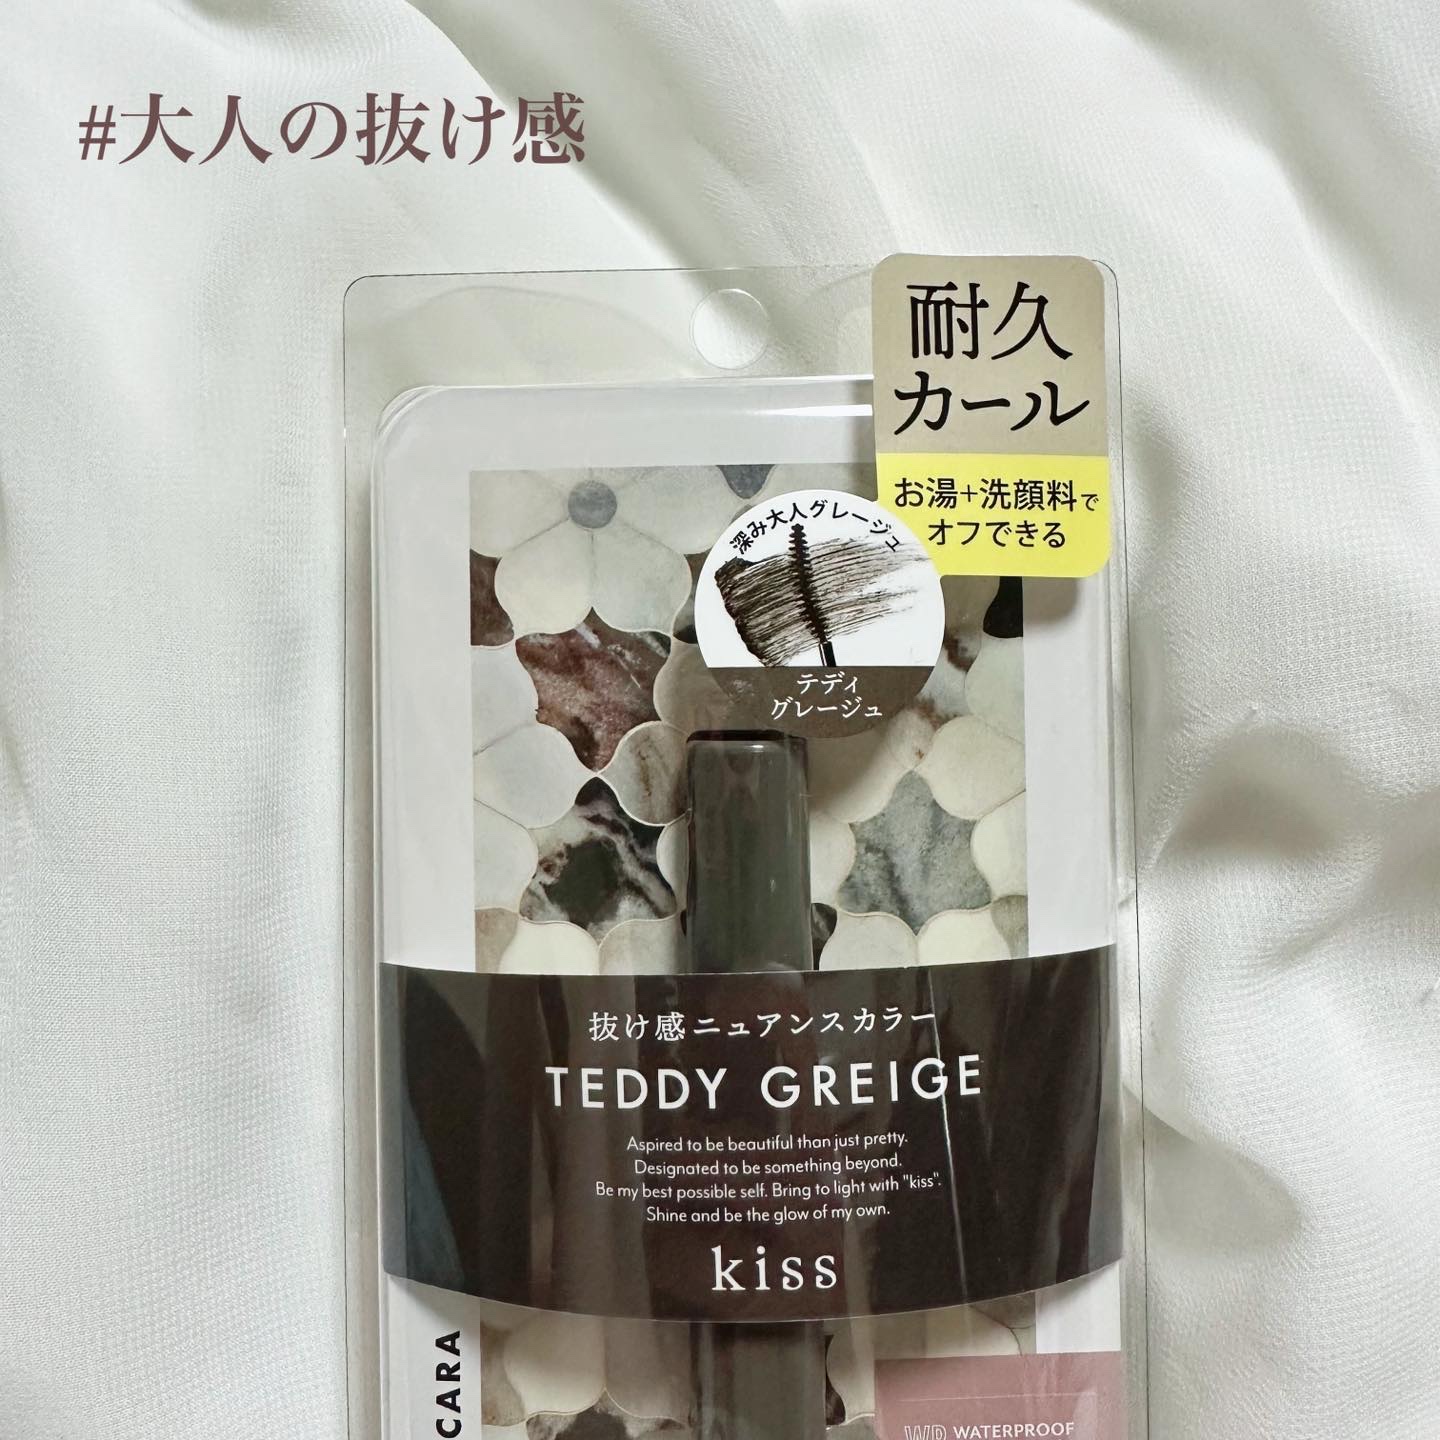 #大人の抜け感
耐久
カール
お湯+洗顔料で
オフできる
深み大人グレージュ
テディ
グレージュ
抜け感ニュアンスカラー
TEDDY GREIGE
Aspired to be beautiful than just pretty.
Designated to be something beyond.
Be my best possible self. Bring to light with "kiss".
Shine and be the glow of my own.
kiss
CARA
WP WATERPROOF